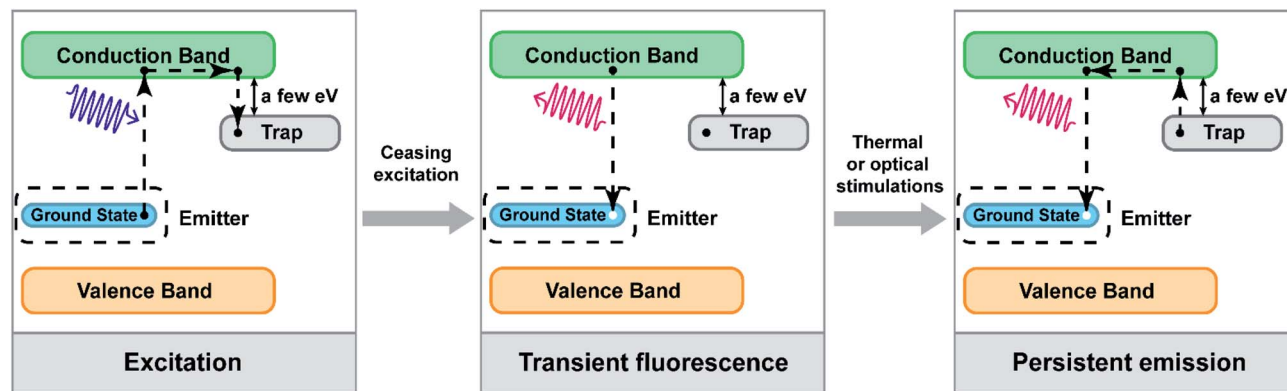 Conduction Band
a few eV
Trap
Ground State
Emitter
Valence Band
Excitation
Ceasing
excitation
Conduction Band
a few eV
Trap
Ground State
Emitter
Valence Band
Transient fluorescence
Thermal
or optical
stimulations
Conduction Band
a few eV
Trap
Ground State
Emitter
Valence Band
Persistent emission